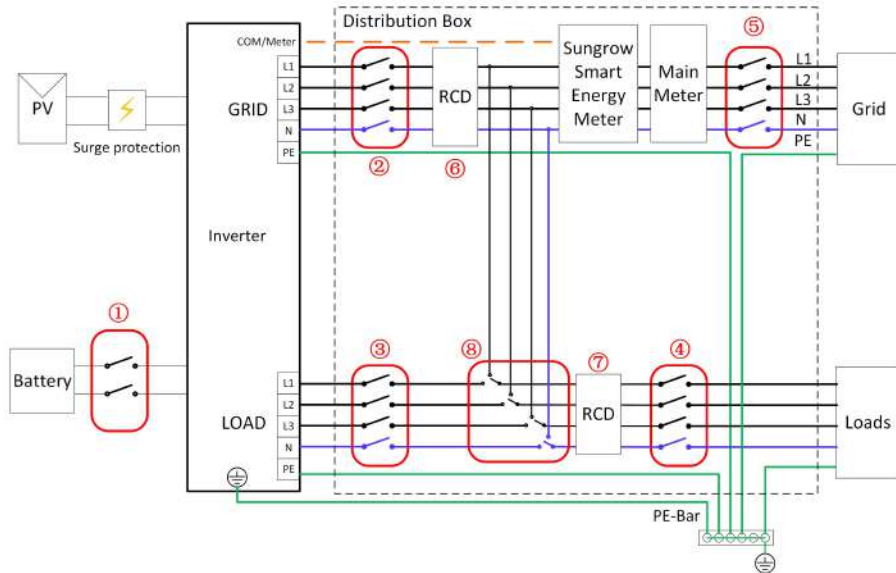 Distribution Box
⑤
COM/Meter
L1
L2
L3
N
PE
GRID
②
RCD
⑥
Sungrow
Smart
Energy
Meter
Main
Meter
L1
L2
L3
N
PE
Grid
PV
Surge protection
Inverter
①
Battery
③
⑧
⑦
④
L1
L2
L3
N
PE
LOAD
RCD
Loads
PE-Bar